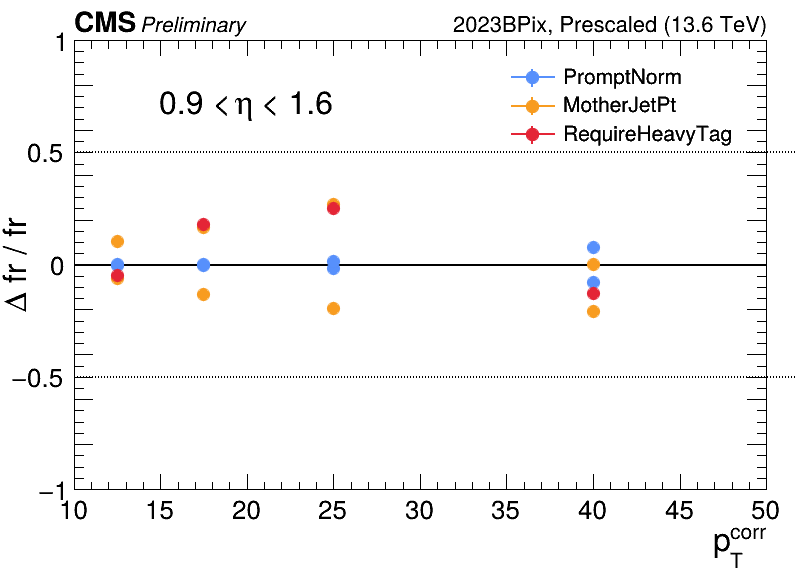 CMS Preliminary 2023BPix, Prescaled (13.6 TeV)
0.9 < η < 1.6
PromptNorm
MotherJetPt
RequireHeavyTag
Δ fr / fr
1
0.5
0
−0.5
−1
10 15 20 25 30 35 40 45 50
p_T^corr